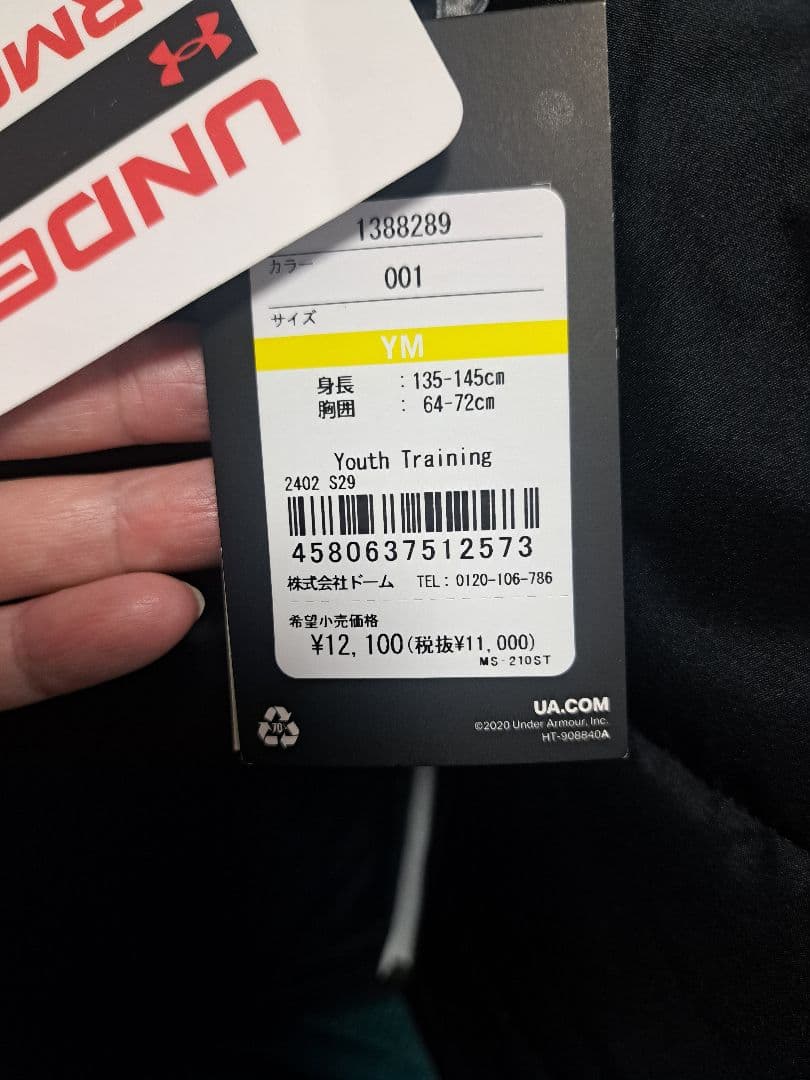 ARMO
UNDE
1388289
カラー
001
サイズ
YM
身長 : 135-145cm
胸囲 : 64-72cm
Youth Training
2402 S29
4580637512573
株式会社ドーム TEL: 0120-106-786
希望小売価格
¥12,100(税抜¥11,000)
MS-210ST
UA.COM
©2020 Under Armour, Inc.
HT-908840A
70